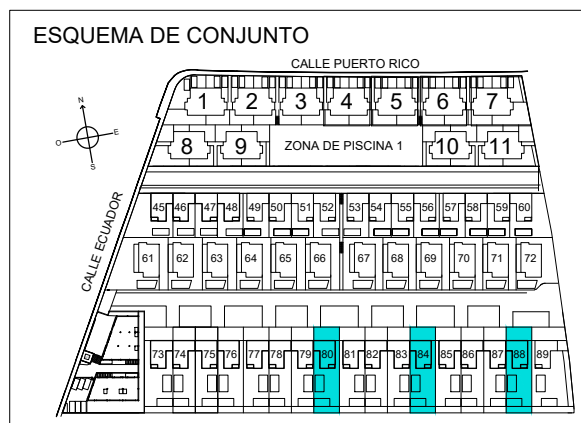 ESQUEMA DE CONJUNTO
CALLE PUERTO RICO
N
O E
S
1 2 3 4 5 6 7
8 9 ZONA DE PISCINA 1 10 11
CALLE ECUADOR
45 46 47 48 49 50 51 52 53 54 55 56 57 58 59 60
61 62 63 64 65 66 67 68 69 70 71 72
73 74 75 76 77 78 79 80 81 82 83 84 85 86 87 88 89